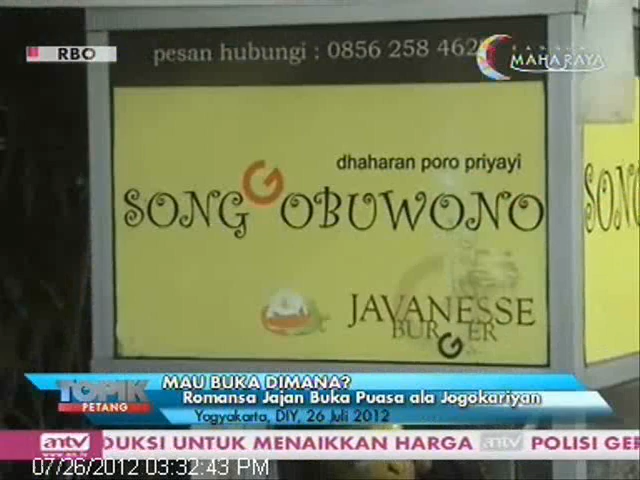 RBO
pesan hubungi : 0856 258 462
RAMADAN
MAHARAYA
dhaharan poro priyayi
SONGGOBUWONO
SONG
JAVANESSE
BURGER
MAU BUKA DIMANA?
TOPIK
PETANG
Romansa Jajan Buka Puasa ala Jogokariyan
Yogyakarta, DIY, 26 Juli 2012
antv
DUKSI UNTUK MENAIKKAN HARGA
antv
POLISI GE
07/26/2012 03:32:43 PM